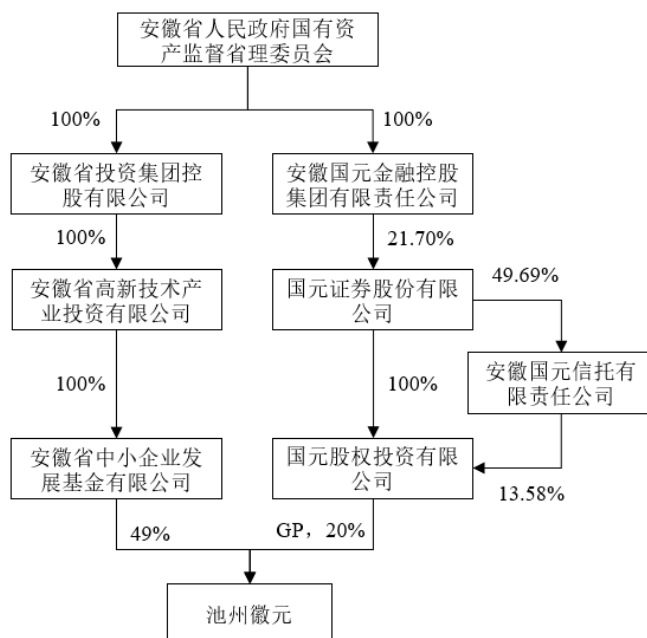 安徽省人民政府国有资
产监督省理委员会
100%
100%
安徽省投资集团控
股有限公司
安徽国元金融控股
集团有限责任公司
100%
21.70%
49.69%
安徽省高新技术产
业投资有限公司
国元证券股份有限
公司
安徽国元信托有
限责任公司
100%
100%
安徽省中小企业发
展基金有限公司
国元股权投资有限
公司
13.58%
49%
GP，20%
池州徽元